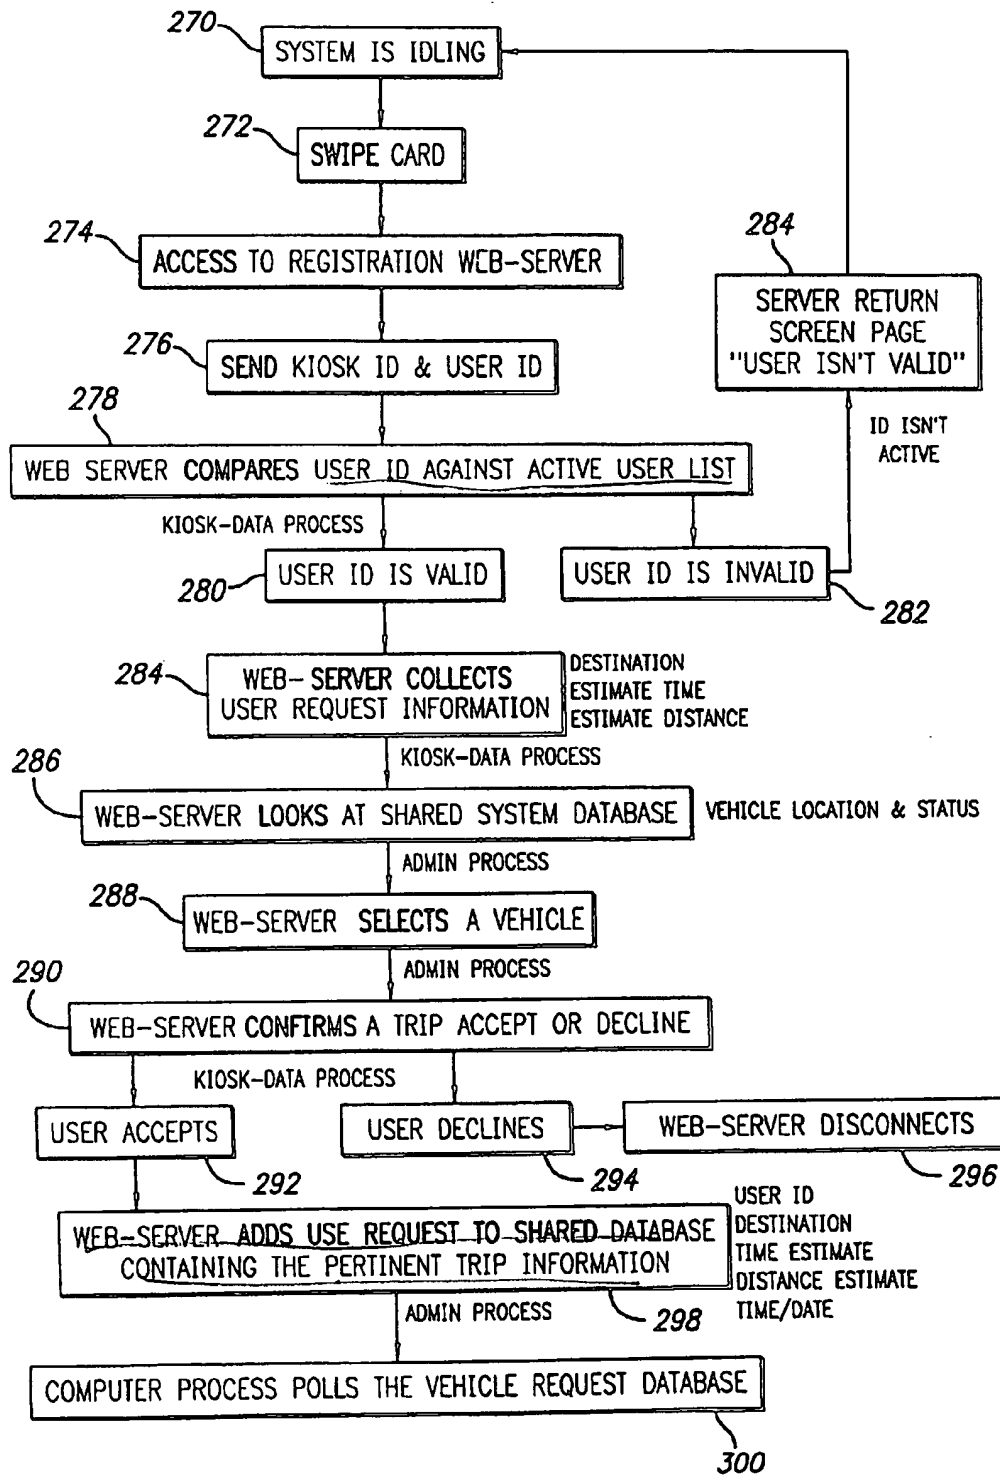 270
SYSTEM IS IDLING
272
SWIPE CARD
274
ACCESS TO REGISTRATION WEB-SERVER
284
SERVER RETURN
SCREEN PAGE
"USER ISN'T VALID"
276
SEND KIOSK ID & USER ID
278
ID ISN'T
ACTIVE
WEB SERVER COMPARES USER ID AGAINST ACTIVE USER LIST
KIOSK-DATA PROCESS
280
USER ID IS VALID
USER ID IS INVALID
282
284
WEB-SERVER COLLECTS
USER REQUEST INFORMATION
DESTINATION
ESTIMATE TIME
ESTIMATE DISTANCE
KIOSK-DATA PROCESS
286
WEB-SERVER LOOKS AT SHARED SYSTEM DATABASE
VEHICLE LOCATION & STATUS
ADMIN PROCESS
288
WEB-SERVER SELECTS A VEHICLE
ADMIN PROCESS
290
WEB-SERVER CONFIRMS A TRIP ACCEPT OR DECLINE
KIOSK-DATA PROCESS
USER ACCEPTS
292
USER DECLINES
294
WEB-SERVER DISCONNECTS
296
WEB-SERVER ADDS USE REQUEST TO SHARED DATABASE
CONTAINING THE PERTINENT TRIP INFORMATION
298
USER ID
DESTINATION
TIME ESTIMATE
DISTANCE ESTIMATE
TIME/DATE
ADMIN PROCESS
COMPUTER PROCESS POLLS THE VEHICLE REQUEST DATABASE
300